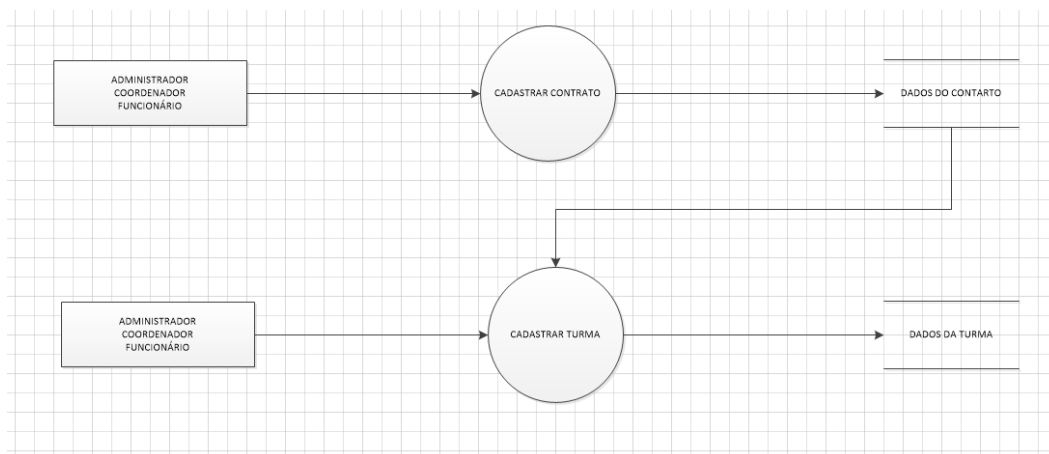 ADMINISTRADOR
COORDENADOR
FUNCIONÁRIO
CADASTRAR CONTRATO
DADOS DO CONTARTO
ADMINISTRADOR
COORDENADOR
FUNCIONÁRIO
CADASTRAR TURMA
DADOS DA TURMA